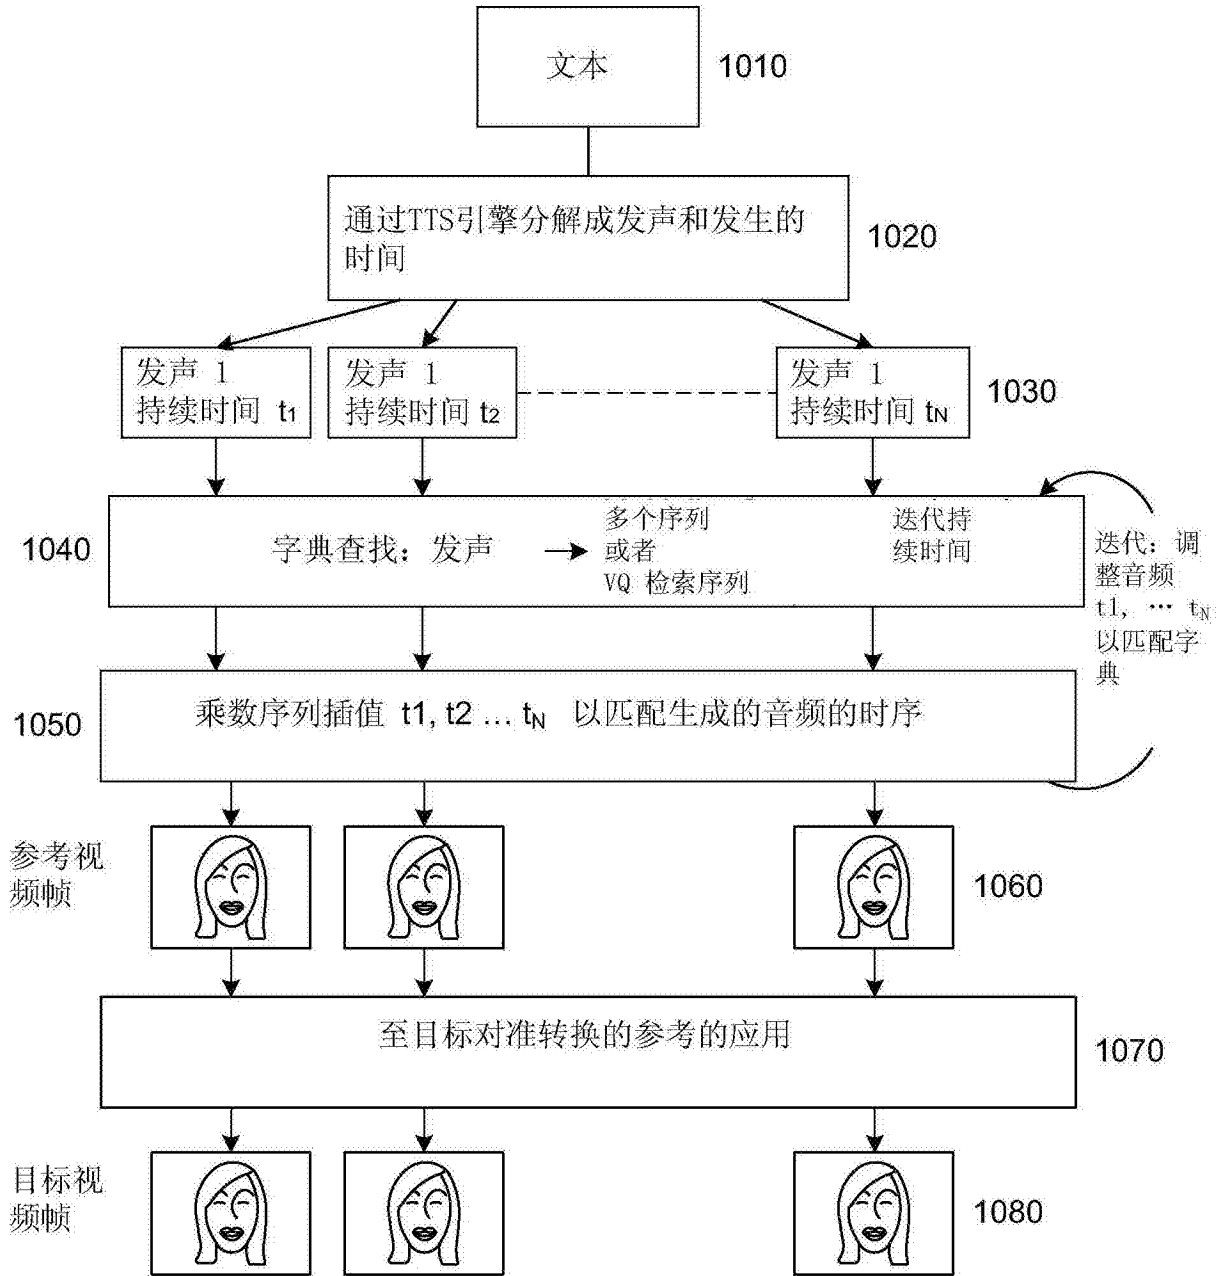 文本
1010
通过TTS引擎分解成发声和发生的
时间
1020
发声 1
持续时间 t1
发声 1
持续时间 t2
发声 1
持续时间 tN
1030
1040
字典查找：发声
多个序列
或者
VQ 检索序列
迭代持
续时间
迭代：调
整音频
t1, … tN
以匹配字
典
1050
乘数序列插值 t1, t2 ... tN 以匹配生成的音频的时序
参考视
频帧
1060
至目标对准转换的参考的应用
1070
目标视
频帧
1080